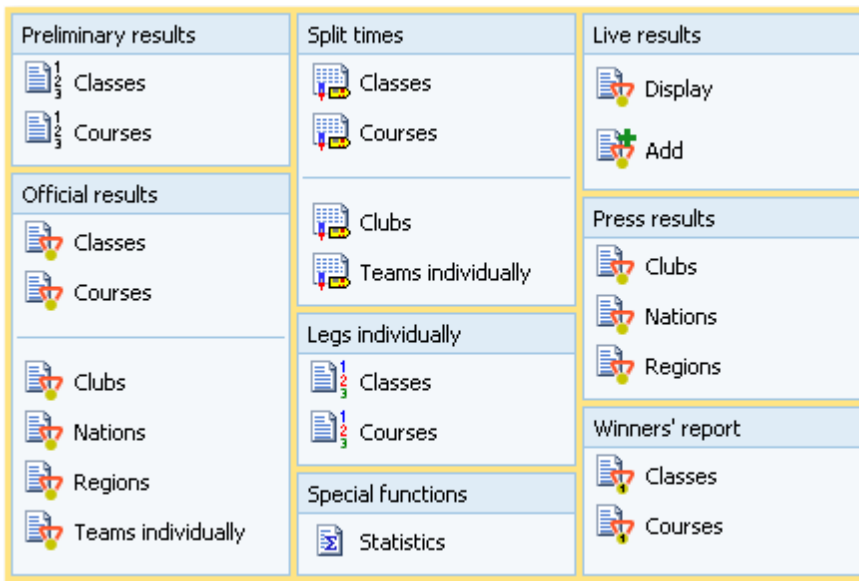 Preliminary results
Classes
Courses
Official results
Classes
Courses
Clubs
Nations
Regions
Teams individually
Split times
Classes
Courses
Clubs
Teams individually
Legs individually
Classes
Courses
Special functions
Statistics
Live results
Display
Add
Press results
Clubs
Nations
Regions
Winners' report
Classes
Courses